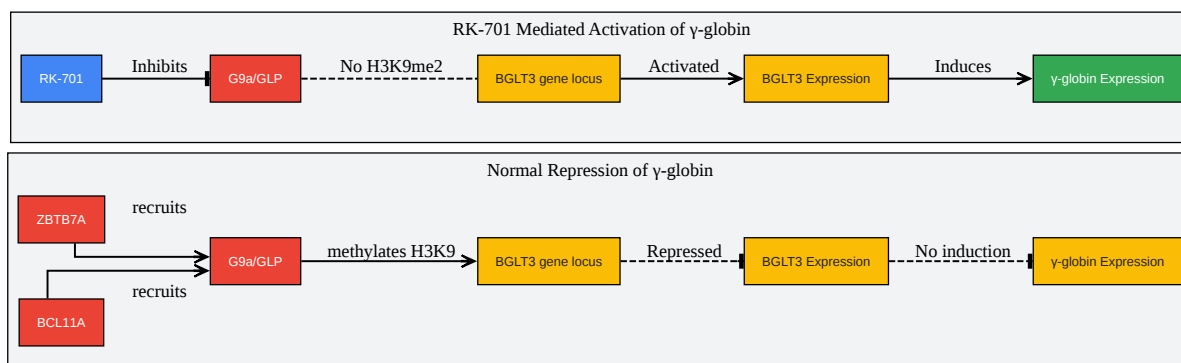 RK-701 Mediated Activation of γ-globin
RK-701
Inhibits
G9a/GLP
No H3K9me2
BGLT3 gene locus
Activated
BGLT3 Expression
Induces
γ-globin Expression
Normal Repression of γ-globin
ZBTB7A
recruits
G9a/GLP
methylates H3K9
BGLT3 gene locus
Repressed
BGLT3 Expression
No induction
γ-globin Expression
recruits
BCL11A